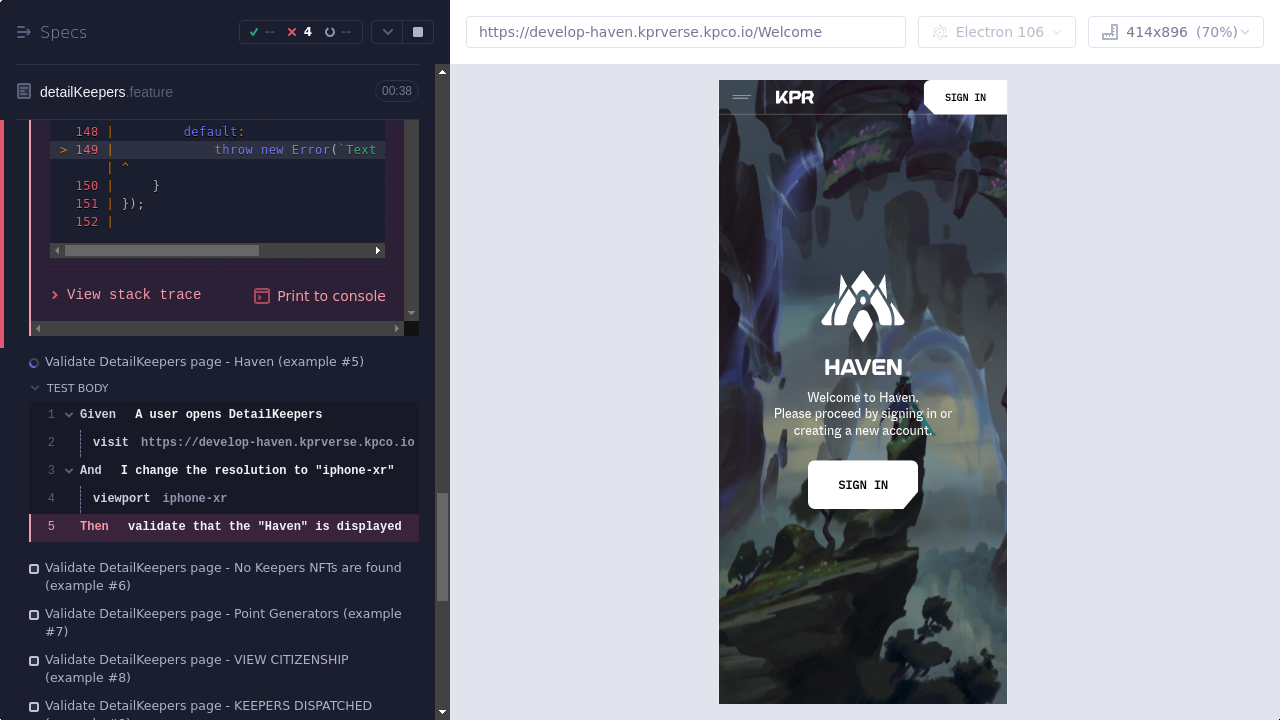 Specs
--
4
--
https://develop-haven.kprverse.kpco.io/Welcome
Electron 106
414x896 (70%)
detailKeepers.feature
00:38
148 | default:
> 149 | throw new Error(`Text
| ^
150 | }
151 | });
152 |
View stack trace
Print to console
Validate DetailKeepers page - Haven (example #5)
TEST BODY
1 Given A user opens DetailKeepers
2 visit https://develop-haven.kprverse.kpco.io
3 And I change the resolution to "iphone-xr"
4 viewport iphone-xr
5 Then validate that the "Haven" is displayed
Validate DetailKeepers page - No Keepers NFTs are found
(example #6)
Validate DetailKeepers page - Point Generators (example
#7)
Validate DetailKeepers page - VIEW CITIZENSHIP
(example #8)
Validate DetailKeepers page - KEEPERS DISPATCHED
KPR
SIGN IN
HAVEN
Welcome to Haven.
Please proceed by signing in or
creating a new account.
SIGN IN